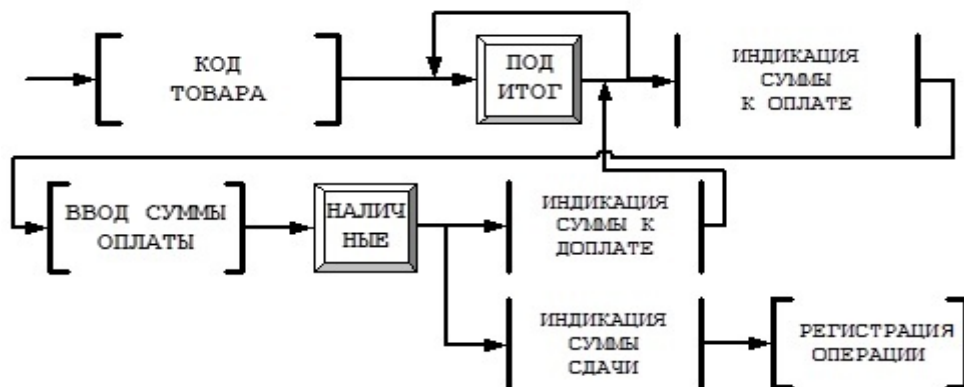 КОД
ТОВАРА
ПОД
ИТОГ
ИНДИКАЦИЯ
СУММЫ
К ОПЛАТЕ
ВВОД СУММЫ
ОПЛАТЫ
НАЛИЧ
НЫЕ
ИНДИКАЦИЯ
СУММЫ К
ДОПЛАТЕ
ИНДИКАЦИЯ
СУММЫ
СДАЧИ
РЕГИСТРАЦИЯ
ОПЕРАЦИИ